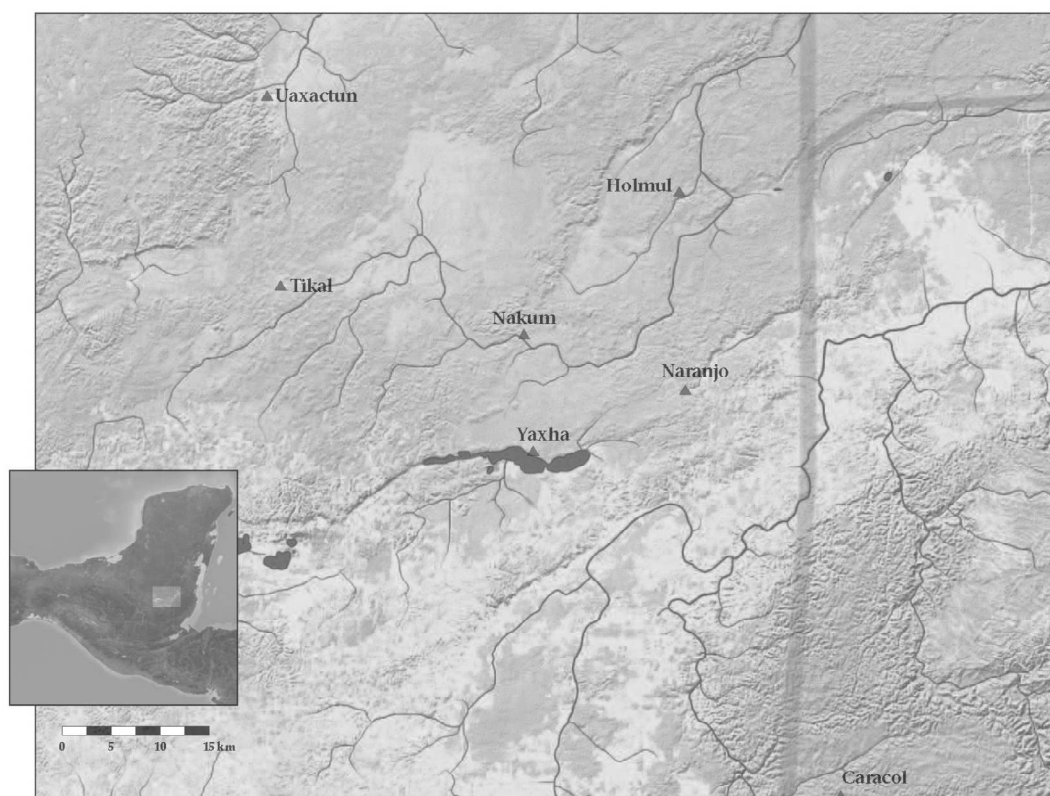 Uaxactun
Holmul
Tikal
Nakum
Naranjo
Yaxha
0 5 10 15 km
Caracol